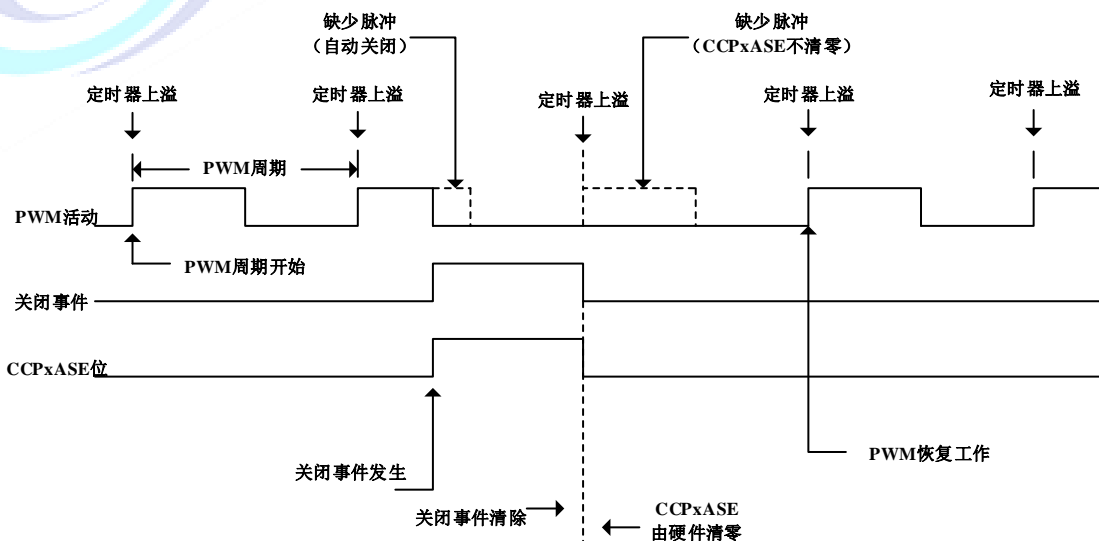 缺少脉冲
（自动关闭）
缺少脉冲
（CCPxASE不清零）
定时器上溢
定时器上溢
定时器上溢
定时器上溢
定时器上溢
PWM周期
PWM活动
PWM周期开始
关闭事件
CCPxASE位
关闭事件发生
PWM恢复工作
关闭事件清除
CCPxASE
由硬件清零